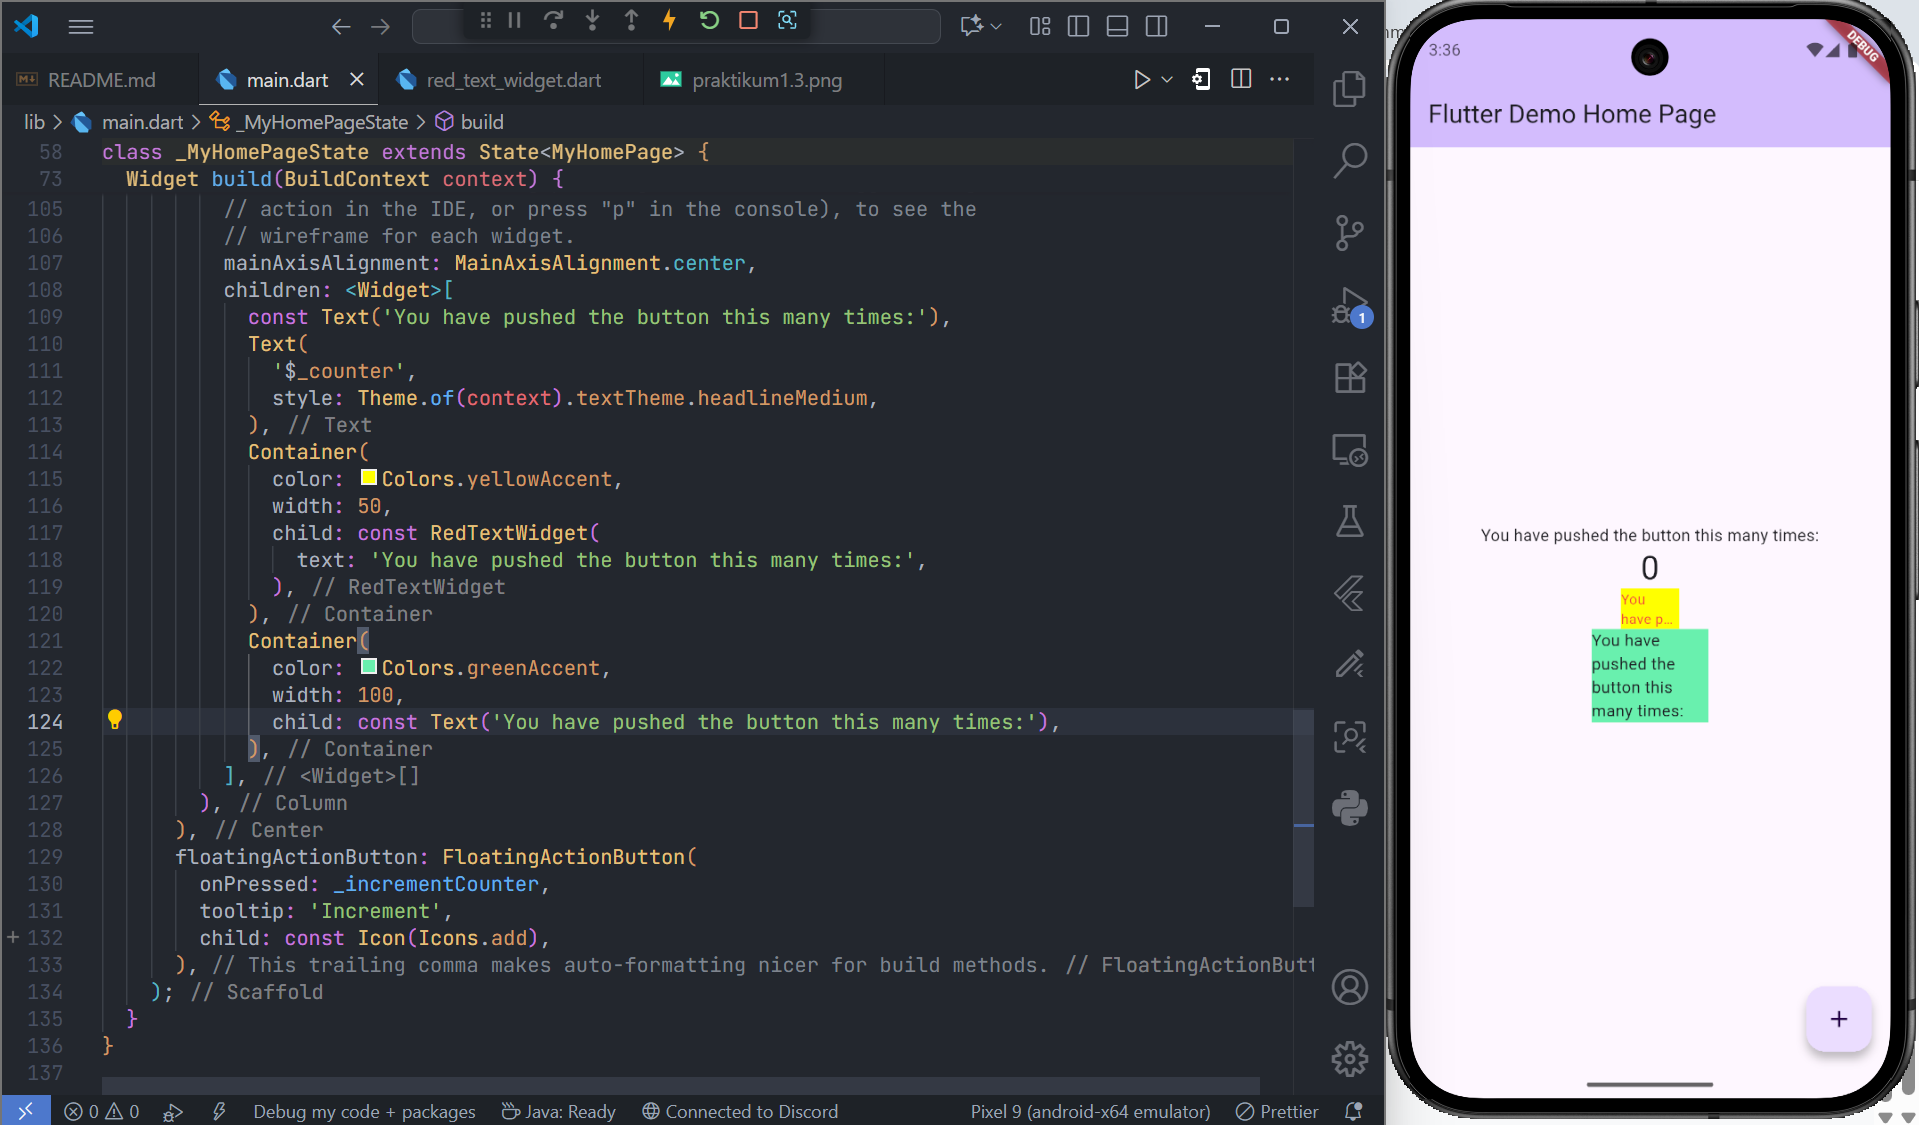 README.md
main.dart
red_text_widget.dart
praktikum1.3.png
lib > main.dart > _MyHomePageState > build
58 class _MyHomePageState extends State<MyHomePage> {
73 Widget build(BuildContext context) {
105 // action in the IDE, or press "p" in the console), to see the
106 // wireframe for each widget.
107 mainAxisAlignment: MainAxisAlignment.center,
108 children: <Widget>[
109 const Text('You have pushed the button this many times:'),
110 Text(
111 '$_counter',
112 style: Theme.of(context).textTheme.headlineMedium,
113 ), // Text
114 Container(
115 color: Colors.yellowAccent,
116 width: 50,
117 child: const RedTextWidget(
118 text: 'You have pushed the button this many times:',
119 ), // RedTextWidget
120 ), // Container
121 Container(
122 color: Colors.greenAccent,
123 width: 100,
124 child: const Text('You have pushed the button this many times:'),
125 ), // Container
126 ], // <Widget>[]
127 ), // Column
128 ), // Center
129 floatingActionButton: FloatingActionButton(
130 onPressed: _incrementCounter,
131 tooltip: 'Increment',
132 child: const Icon(Icons.add),
133 ), // This trailing comma makes auto-formatting nicer for build methods. // FloatingActionButt
134 ); // Scaffold
135 }
136 }
137
1
0 0
Debug my code + packages
Java: Ready
Connected to Discord
Pixel 9 (android-x64 emulator)
Prettier
3:36
DEBUG
Flutter Demo Home Page
You have pushed the button this many times:
0
You
have p...
You have
pushed the
button this
many times:
+